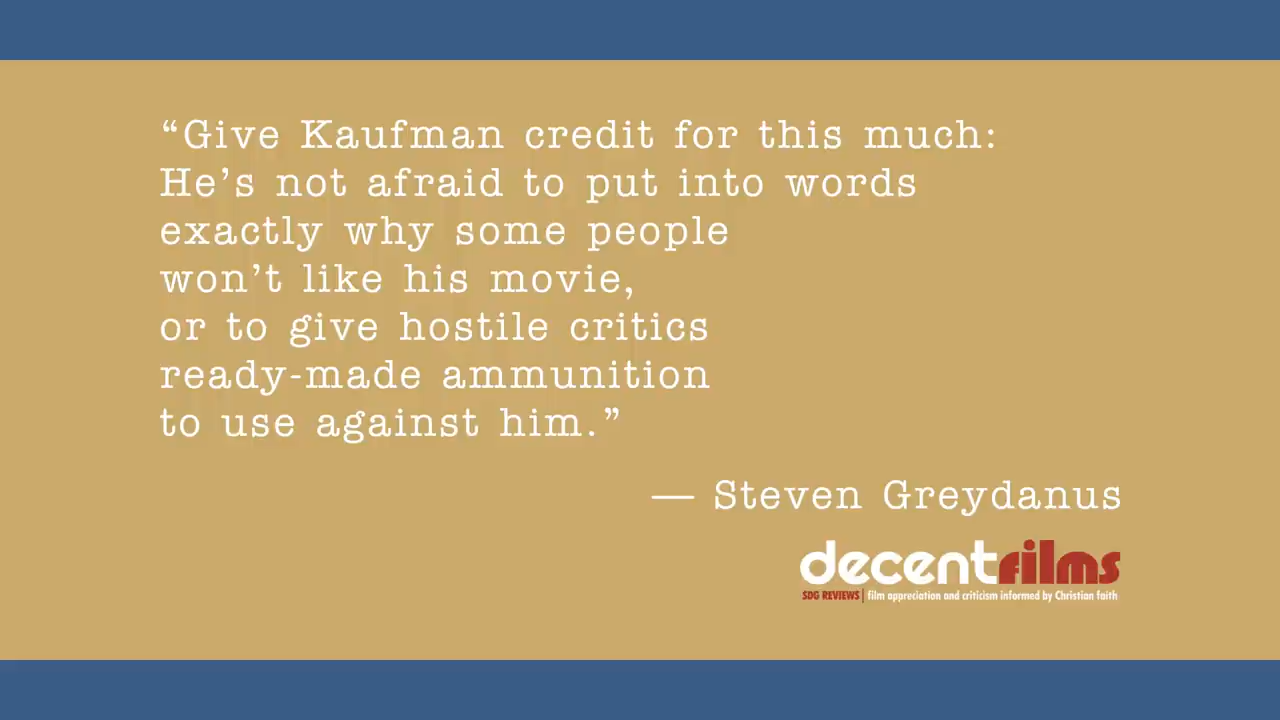 “Give Kaufman credit for this much:
He’s not afraid to put into words
exactly why some people
won’t like his movie,
or to give hostile critics
ready-made ammunition
to use against him.”
— Steven Greydanus
decentfilms
SDG REVIEWS | film appreciation and criticism informed by Christian faith